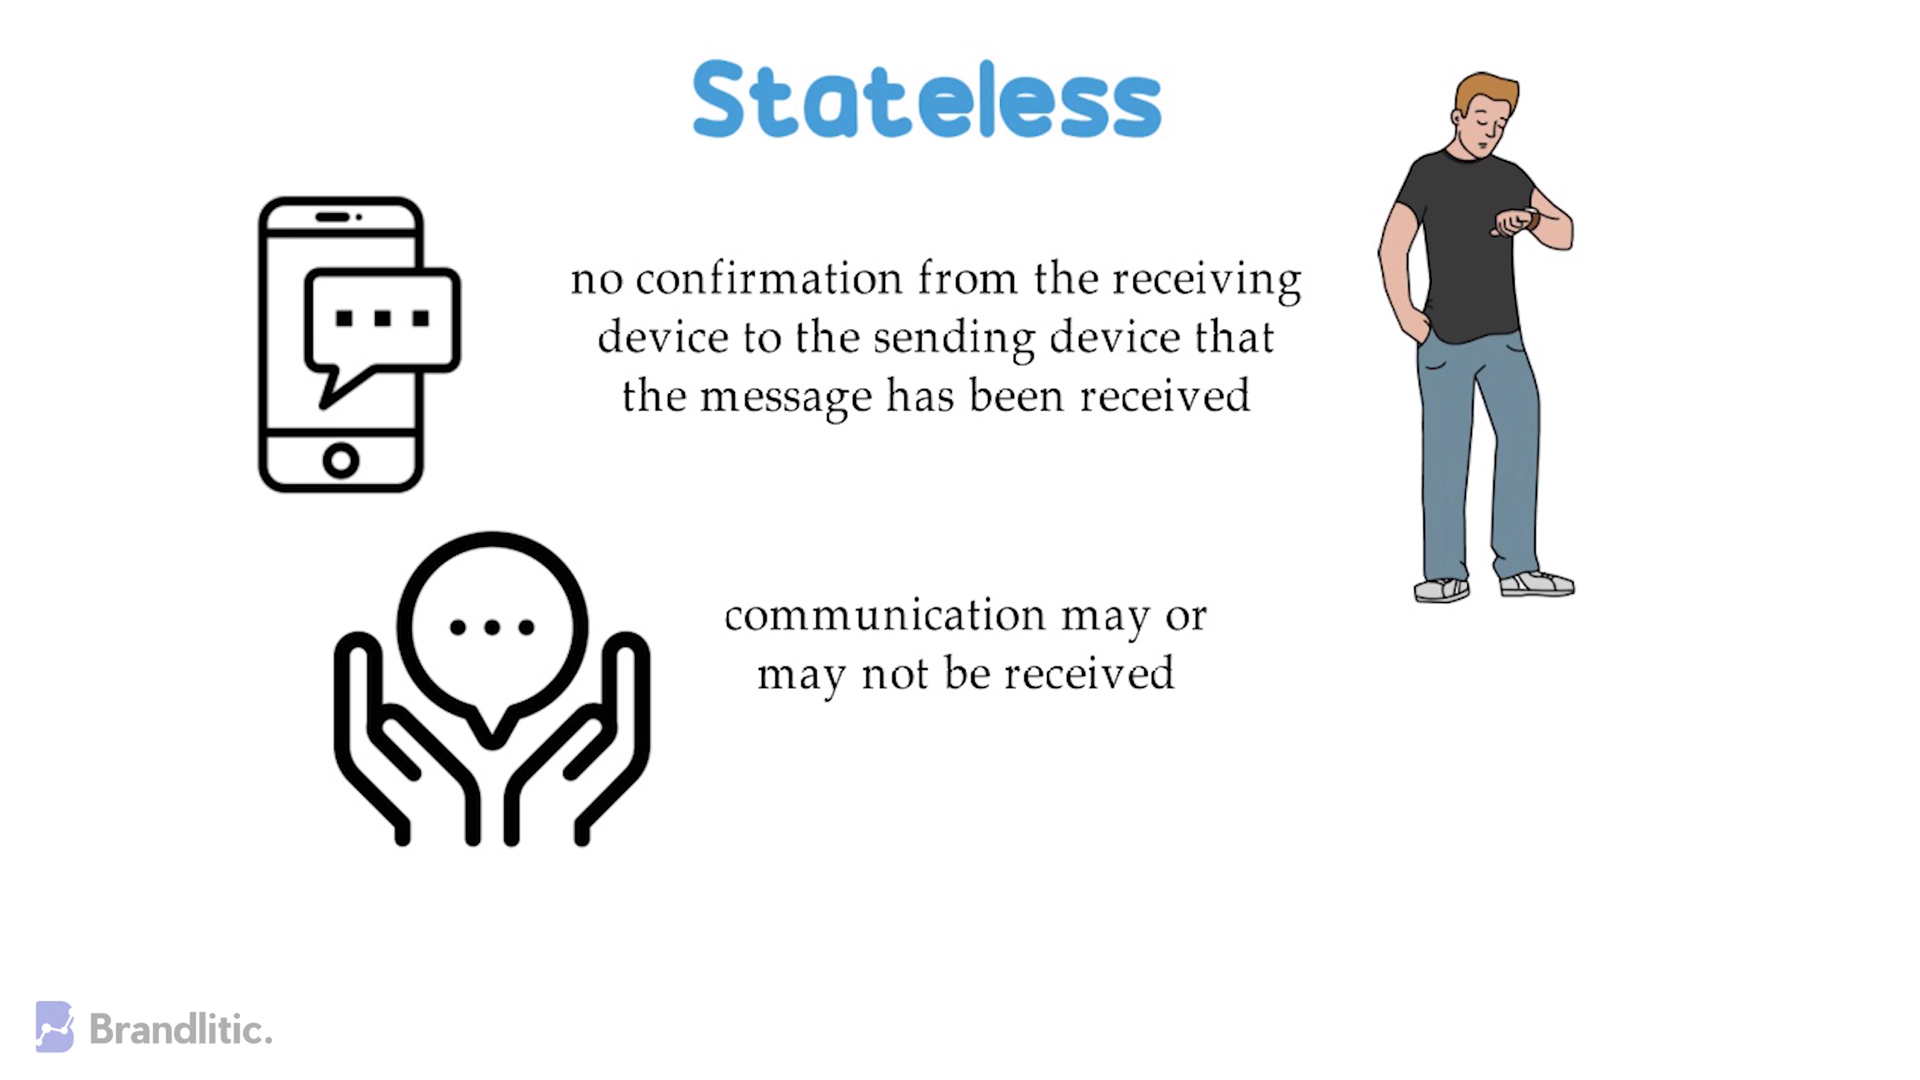 Stateless
no confirmation from the receiving
device to the sending device that
the message has been received
communication may or
may not be received
Brandlitic.